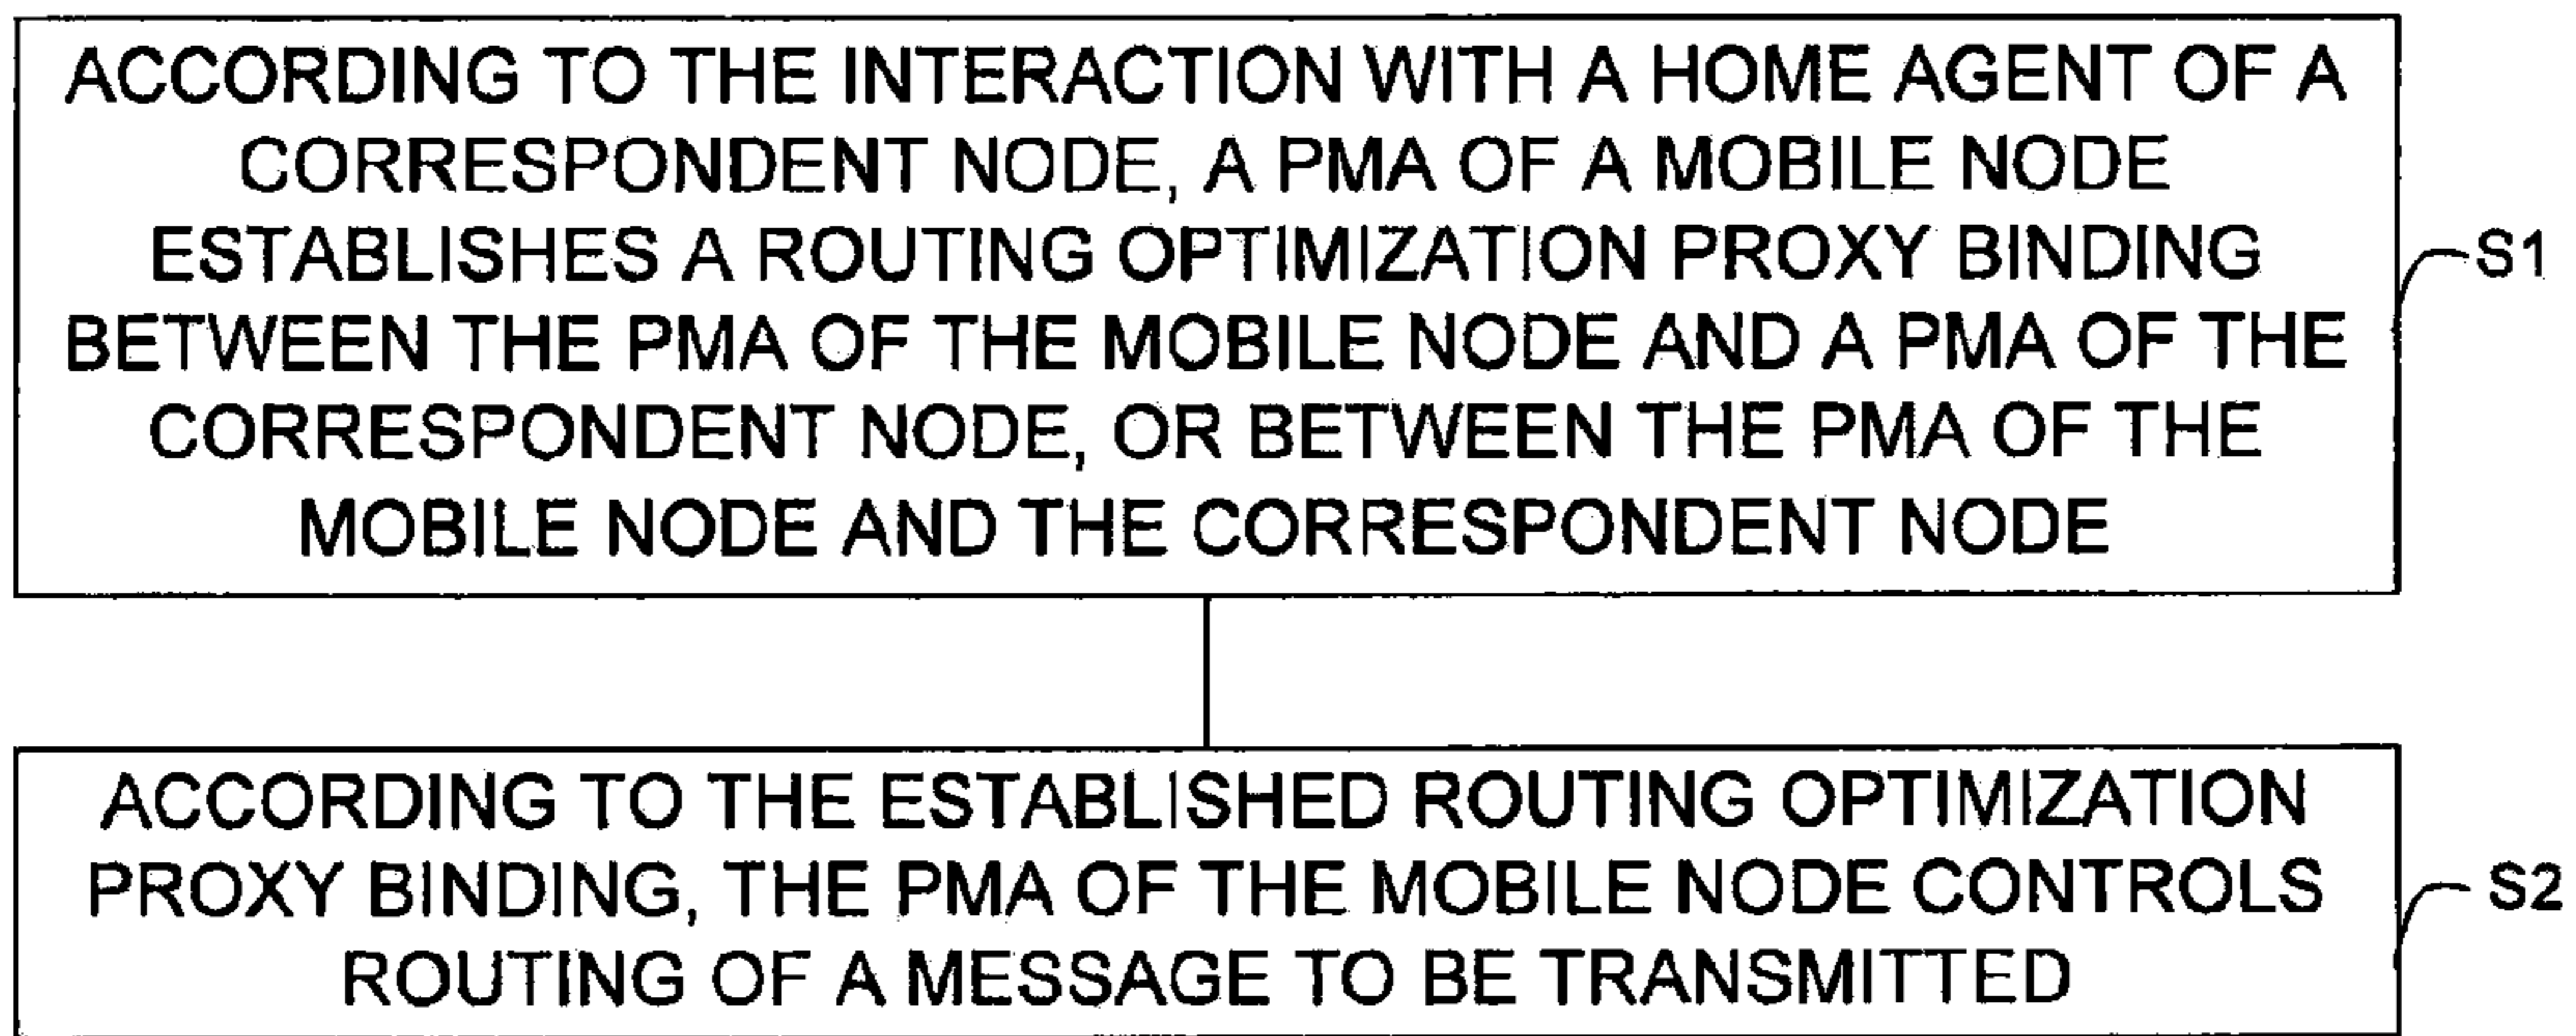 ACCORDING TO THE INTERACTION WITH A HOME AGENT OF A
CORRESPONDENT NODE, A PMA OF A MOBILE NODE
ESTABLISHES A ROUTING OPTIMIZATION PROXY BINDING
BETWEEN THE PMA OF THE MOBILE NODE AND A PMA OF THE
CORRESPONDENT NODE, OR BETWEEN THE PMA OF THE
MOBILE NODE AND THE CORRESPONDENT NODE
S1
ACCORDING TO THE ESTABLISHED ROUTING OPTIMIZATION
PROXY BINDING, THE PMA OF THE MOBILE NODE CONTROLS
ROUTING OF A MESSAGE TO BE TRANSMITTED
S2